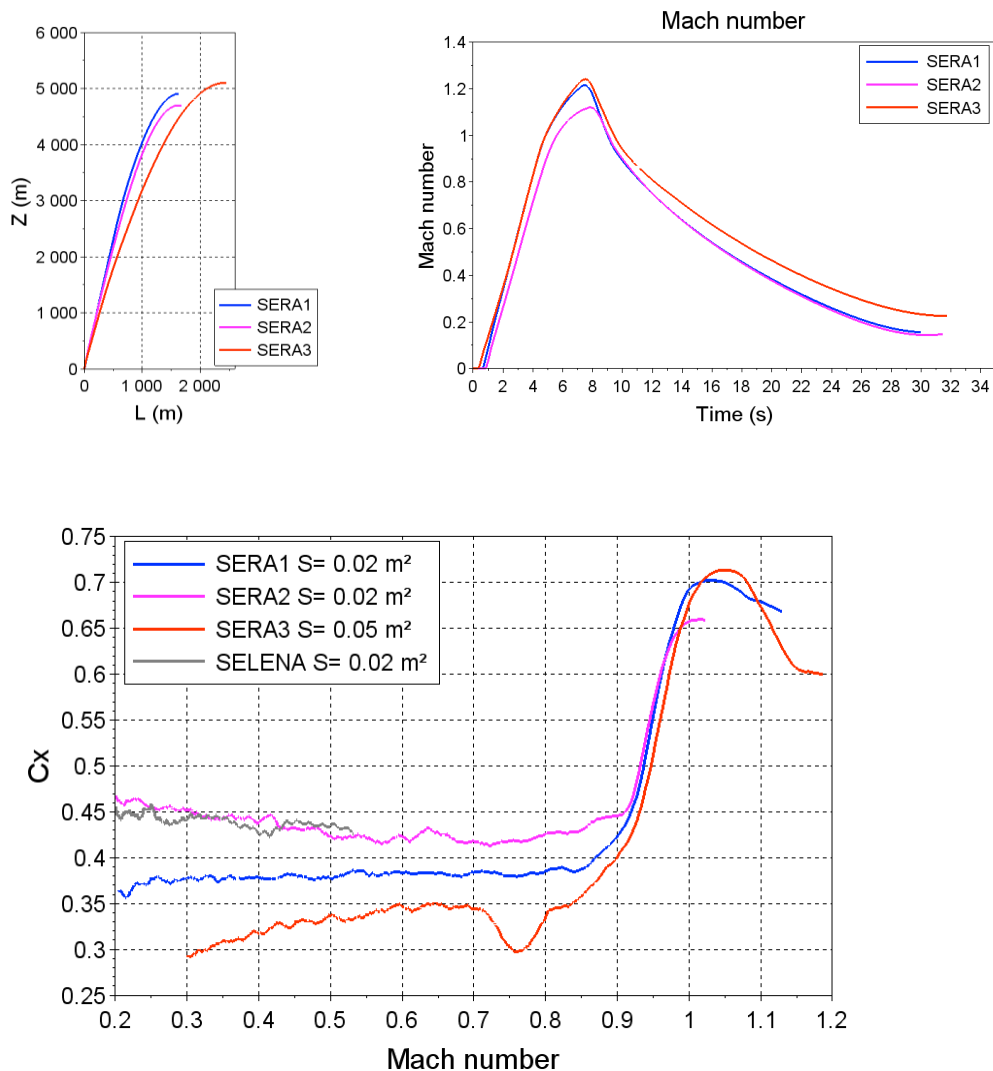 6 000
5 000
4 000
3 000
2 000
1 000
0
Z (m)
0 1 000 2 000
L (m)
SERA1
SERA2
SERA3
Mach number
1.4
1.2
1
0.8
0.6
0.4
0.2
0
Mach number
0 2 4 6 8 10 12 14 16 18 20 22 24 26 28 30 32 34
Time (s)
SERA1
SERA2
SERA3
0.75
0.7
0.65
0.6
0.55
0.5
0.45
0.4
0.35
0.3
0.25
Cx
SERA1 S= 0.02 m²
SERA2 S= 0.02 m²
SERA3 S= 0.05 m²
SELENA S= 0.02 m²
0.2 0.3 0.4 0.5 0.6 0.7 0.8 0.9 1 1.1 1.2
Mach number